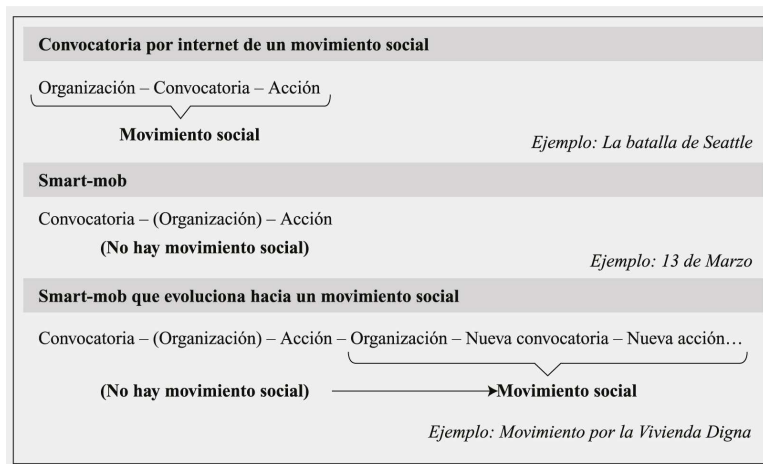 Convocatoria por internet de un movimiento social
Organización – Convocatoria – Acción
Movimiento social
Ejemplo: La batalla de Seattle
Smart-mob
Convocatoria – (Organización) – Acción
(No hay movimiento social)
Ejemplo: 13 de Marzo
Smart-mob que evoluciona hacia un movimiento social
Convocatoria – (Organización) – Acción – Organización – Nueva convocatoria – Nueva acción…
(No hay movimiento social) Movimiento social
Ejemplo: Movimiento por la Vivienda Digna